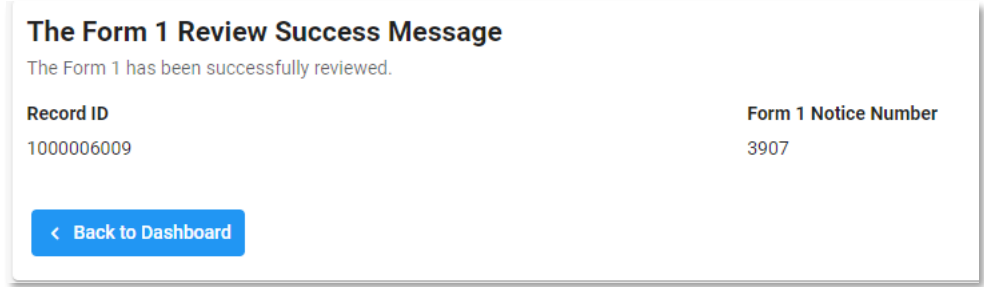 The Form 1 Review Success Message
The Form 1 has been successfully reviewed.
Record ID Form 1 Notice Number
1000006009 3907
Back to Dashboard